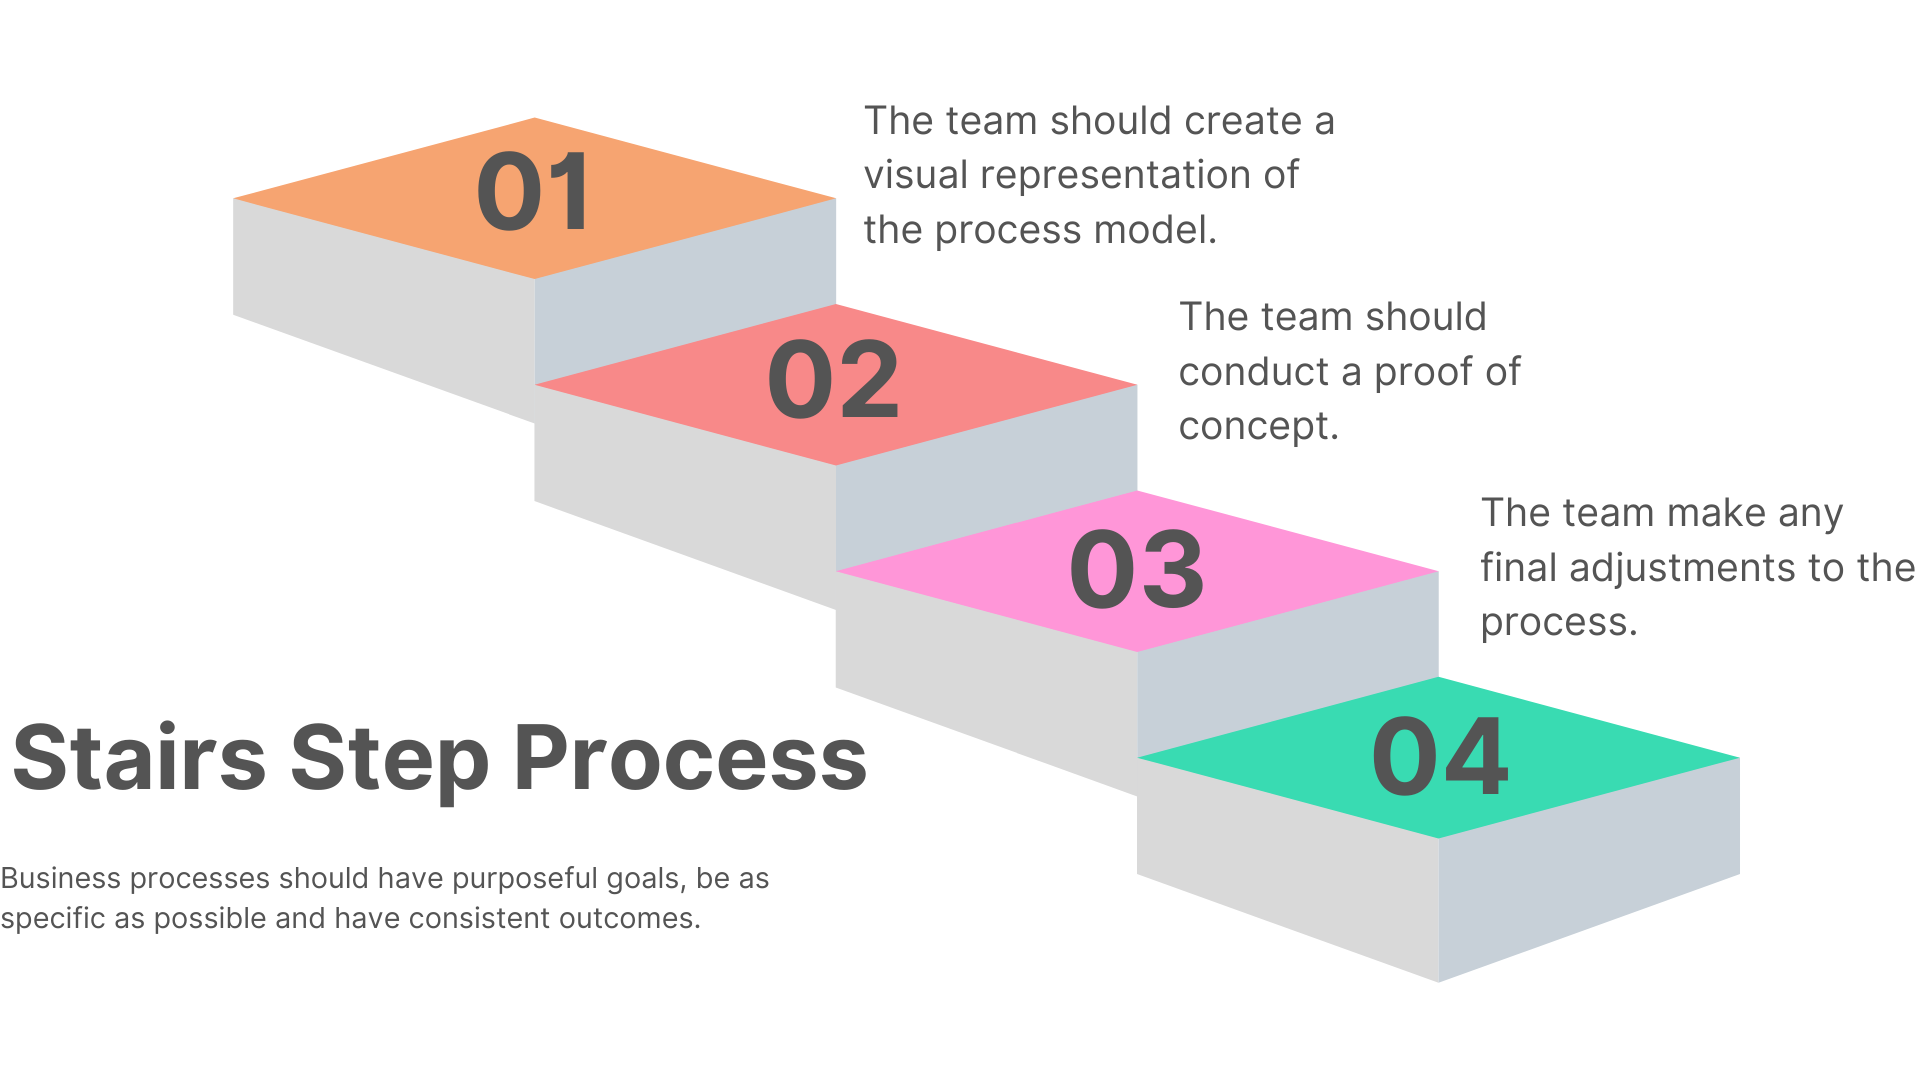 01
The team should create a
visual representation of
the process model.
02
The team should
conduct a proof of
concept.
03
The team make any
final adjustments to the
process.
04
Stairs Step Process
Business processes should have purposeful goals, be as
specific as possible and have consistent outcomes.